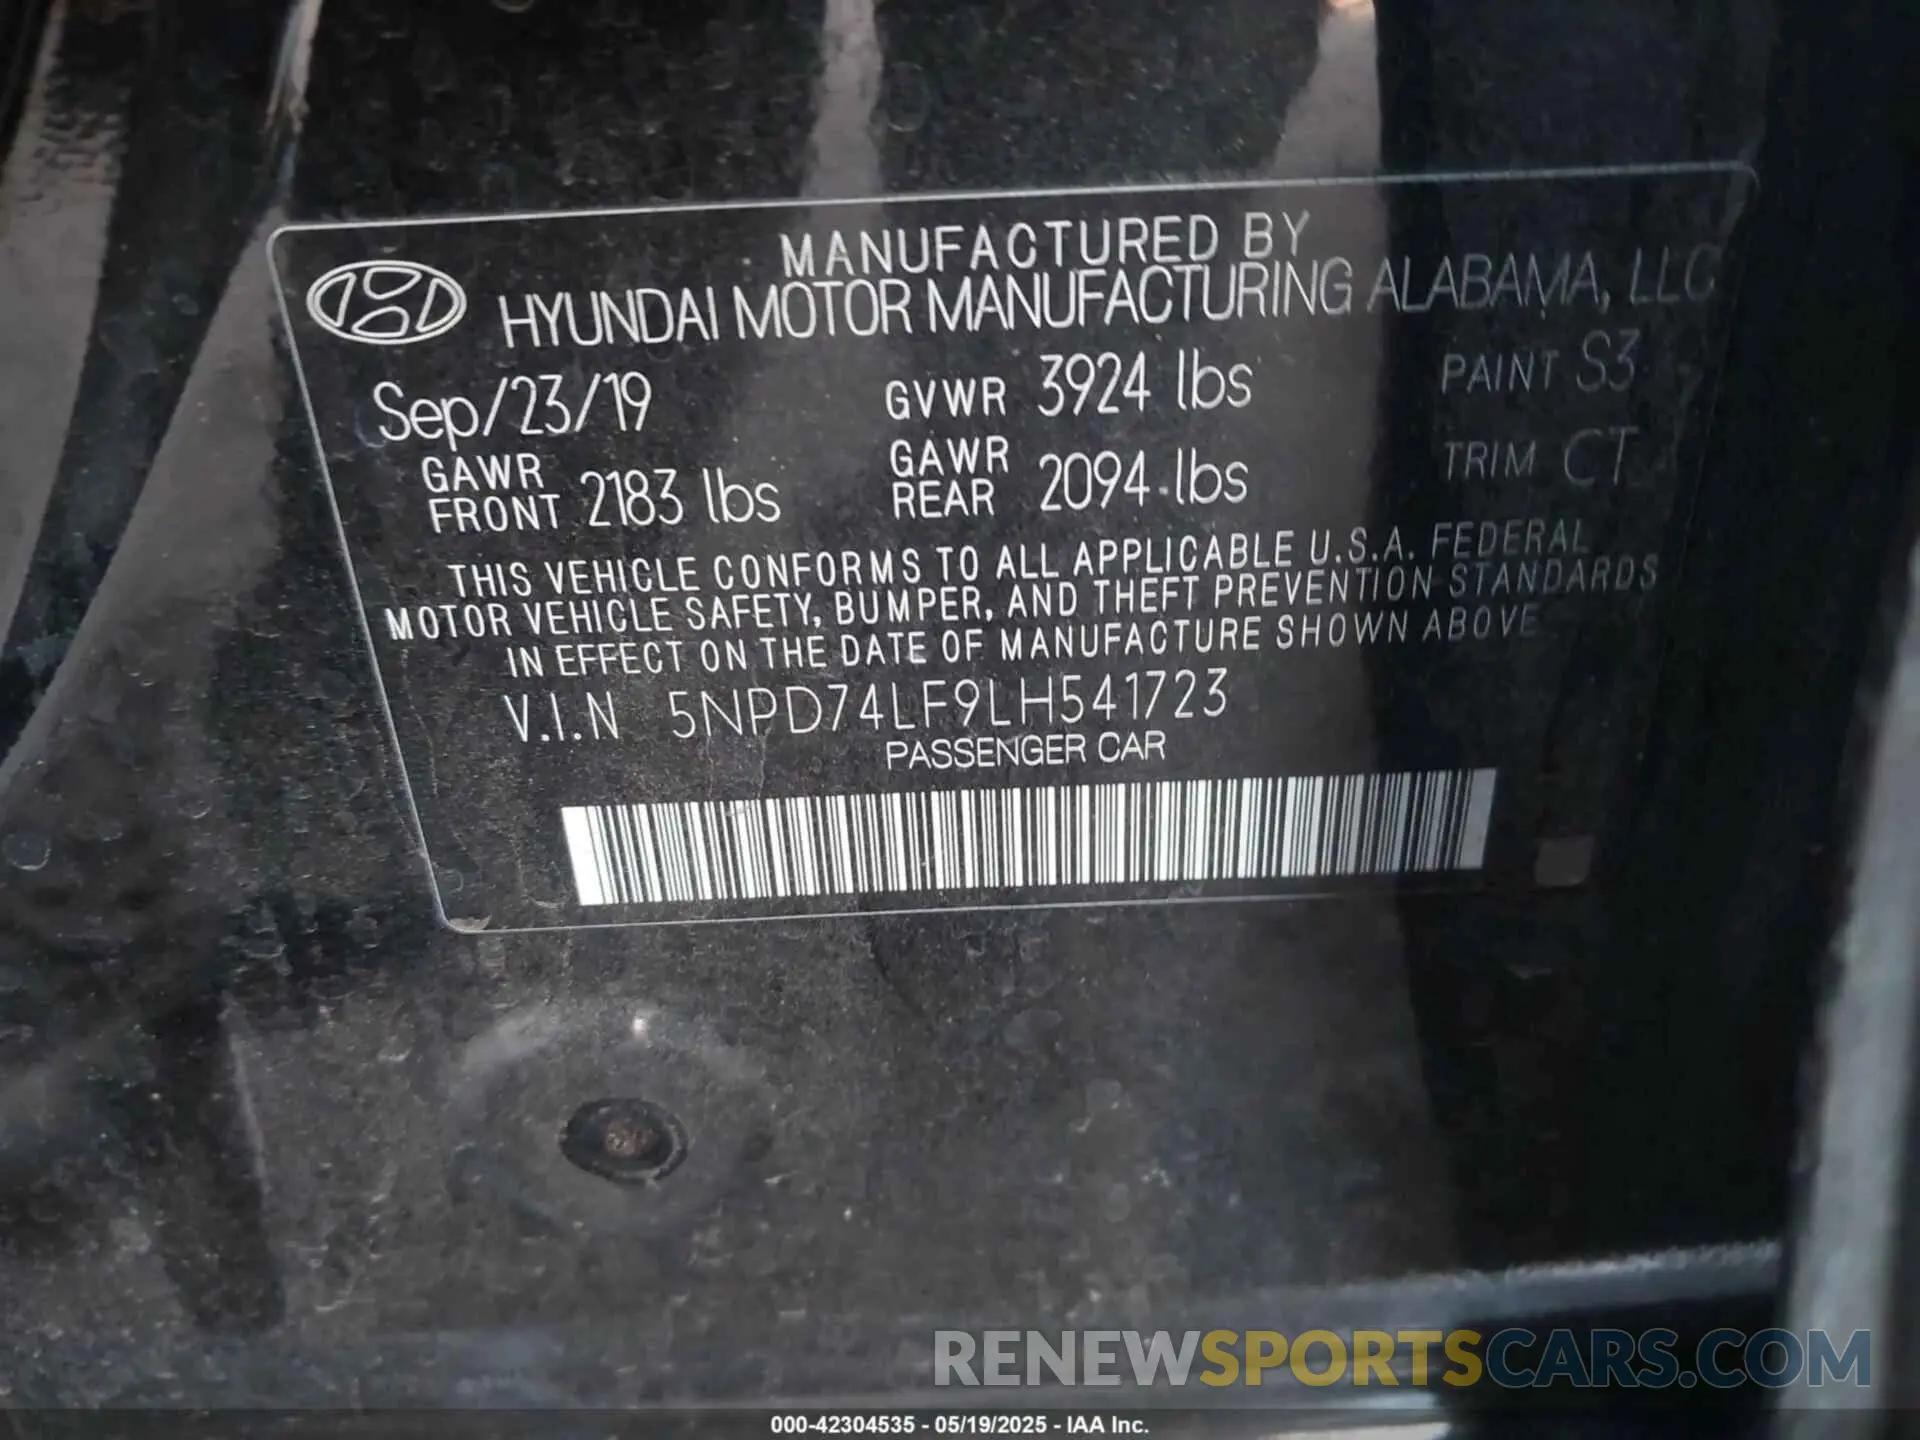 MANUFACTURED BY
HYUNDAI MOTOR MANUFACTURING ALABAMA, LLC
Sep/23/19 GVWR 3924 lbs PAINT S3
GAWR FRONT 2183 lbs GAWR REAR 2094 lbs TRIM CT
THIS VEHICLE CONFORMS TO ALL APPLICABLE U.S.A. FEDERAL
MOTOR VEHICLE SAFETY, BUMPER, AND THEFT PREVENTION STANDARDS
IN EFFECT ON THE DATE OF MANUFACTURE SHOWN ABOVE
V.I.N 5NPD74LF9LH541723
PASSENGER CAR
RENEWSPORTSCARS.COM
000-42304535 - 05/19/2025 - IAA Inc.